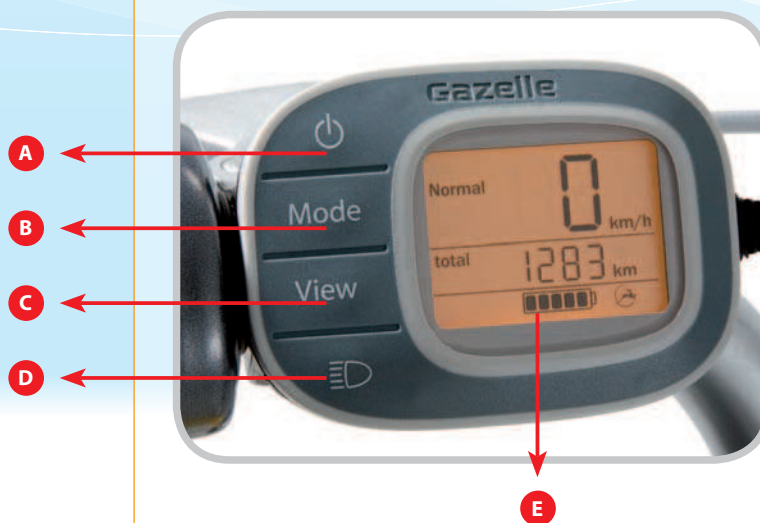 Gazelle
A
Mode
B
View
C
D
Normal 0 km/h
total 1283 km
E